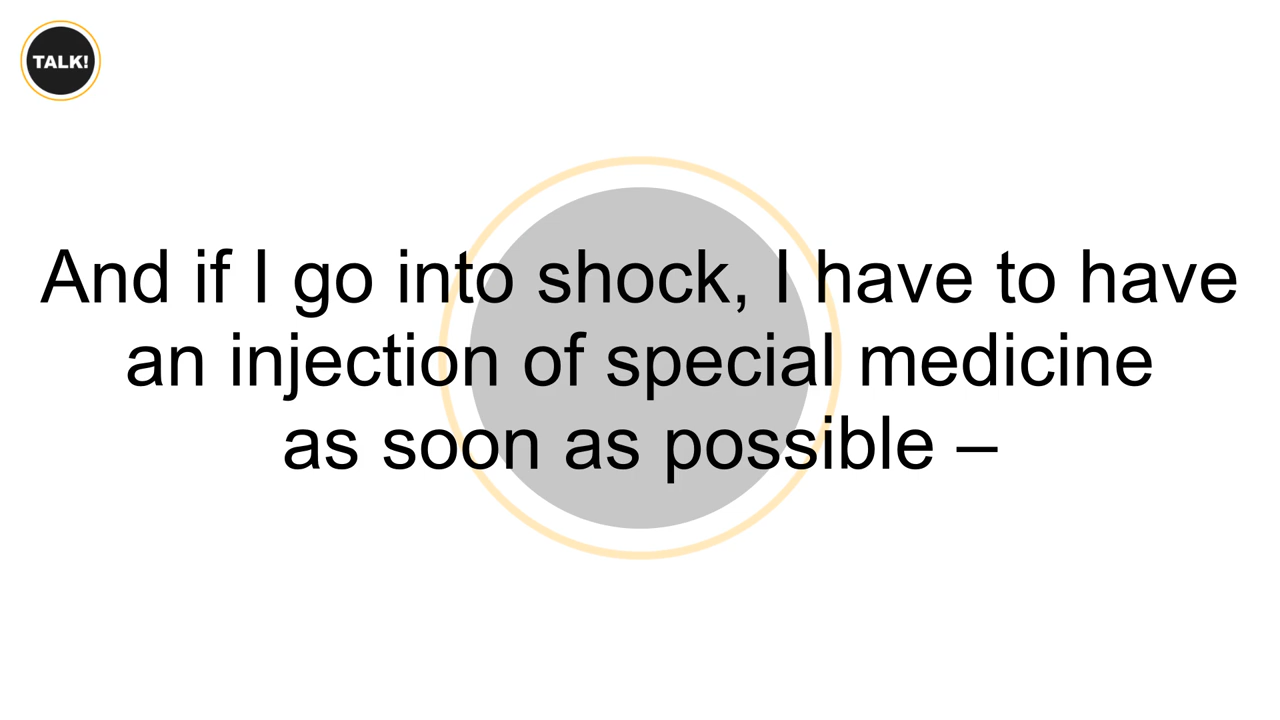 TALK!
And if I go into shock, I have to have
an injection of special medicine
as soon as possible –